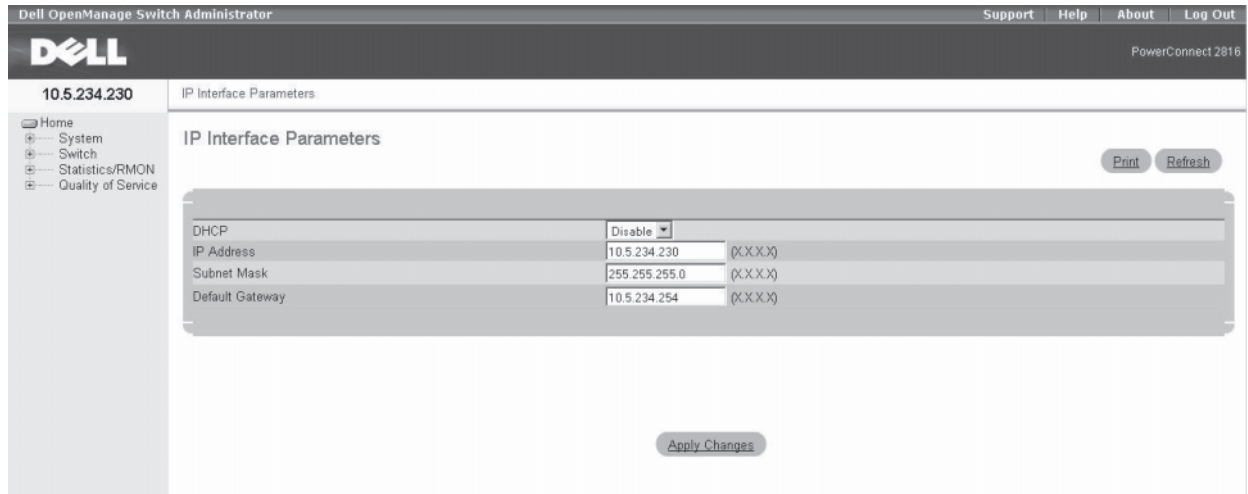 Dell OpenManage Switch Administrator
Support
Help
About
Log Out
DELL
PowerConnect 2816
10.5.234.230
IP Interface Parameters
Home
System
Switch
Statistics/RMON
Quality of Service
IP Interface Parameters
Print
Refresh
DHCP
Disable
IP Address
10.5.234.230
(X.X.X.X)
Subnet Mask
255.255.255.0
(X.X.X.X)
Default Gateway
10.5.234.254
(X.X.X.X)
Apply Changes